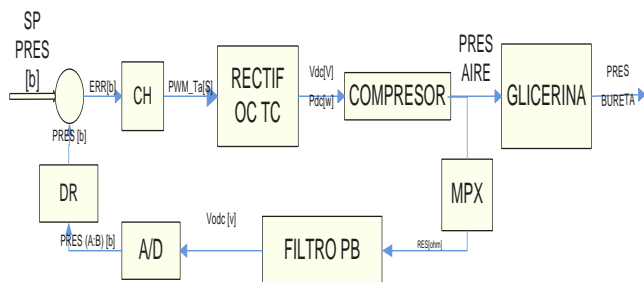 SP
PRES
[b]
ERR[b]
CH
PWM_Ta[S]
RECTIF
OC TC
Vdc[V]
Pdc[w]
COMPRESOR
PRES
AIRE
GLICERINA
PRES
BURETA
PRES [b]
DR
PRES (A:B) [b]
A/D
Vodc [v]
FILTRO PB
RES[ohm]
MPX